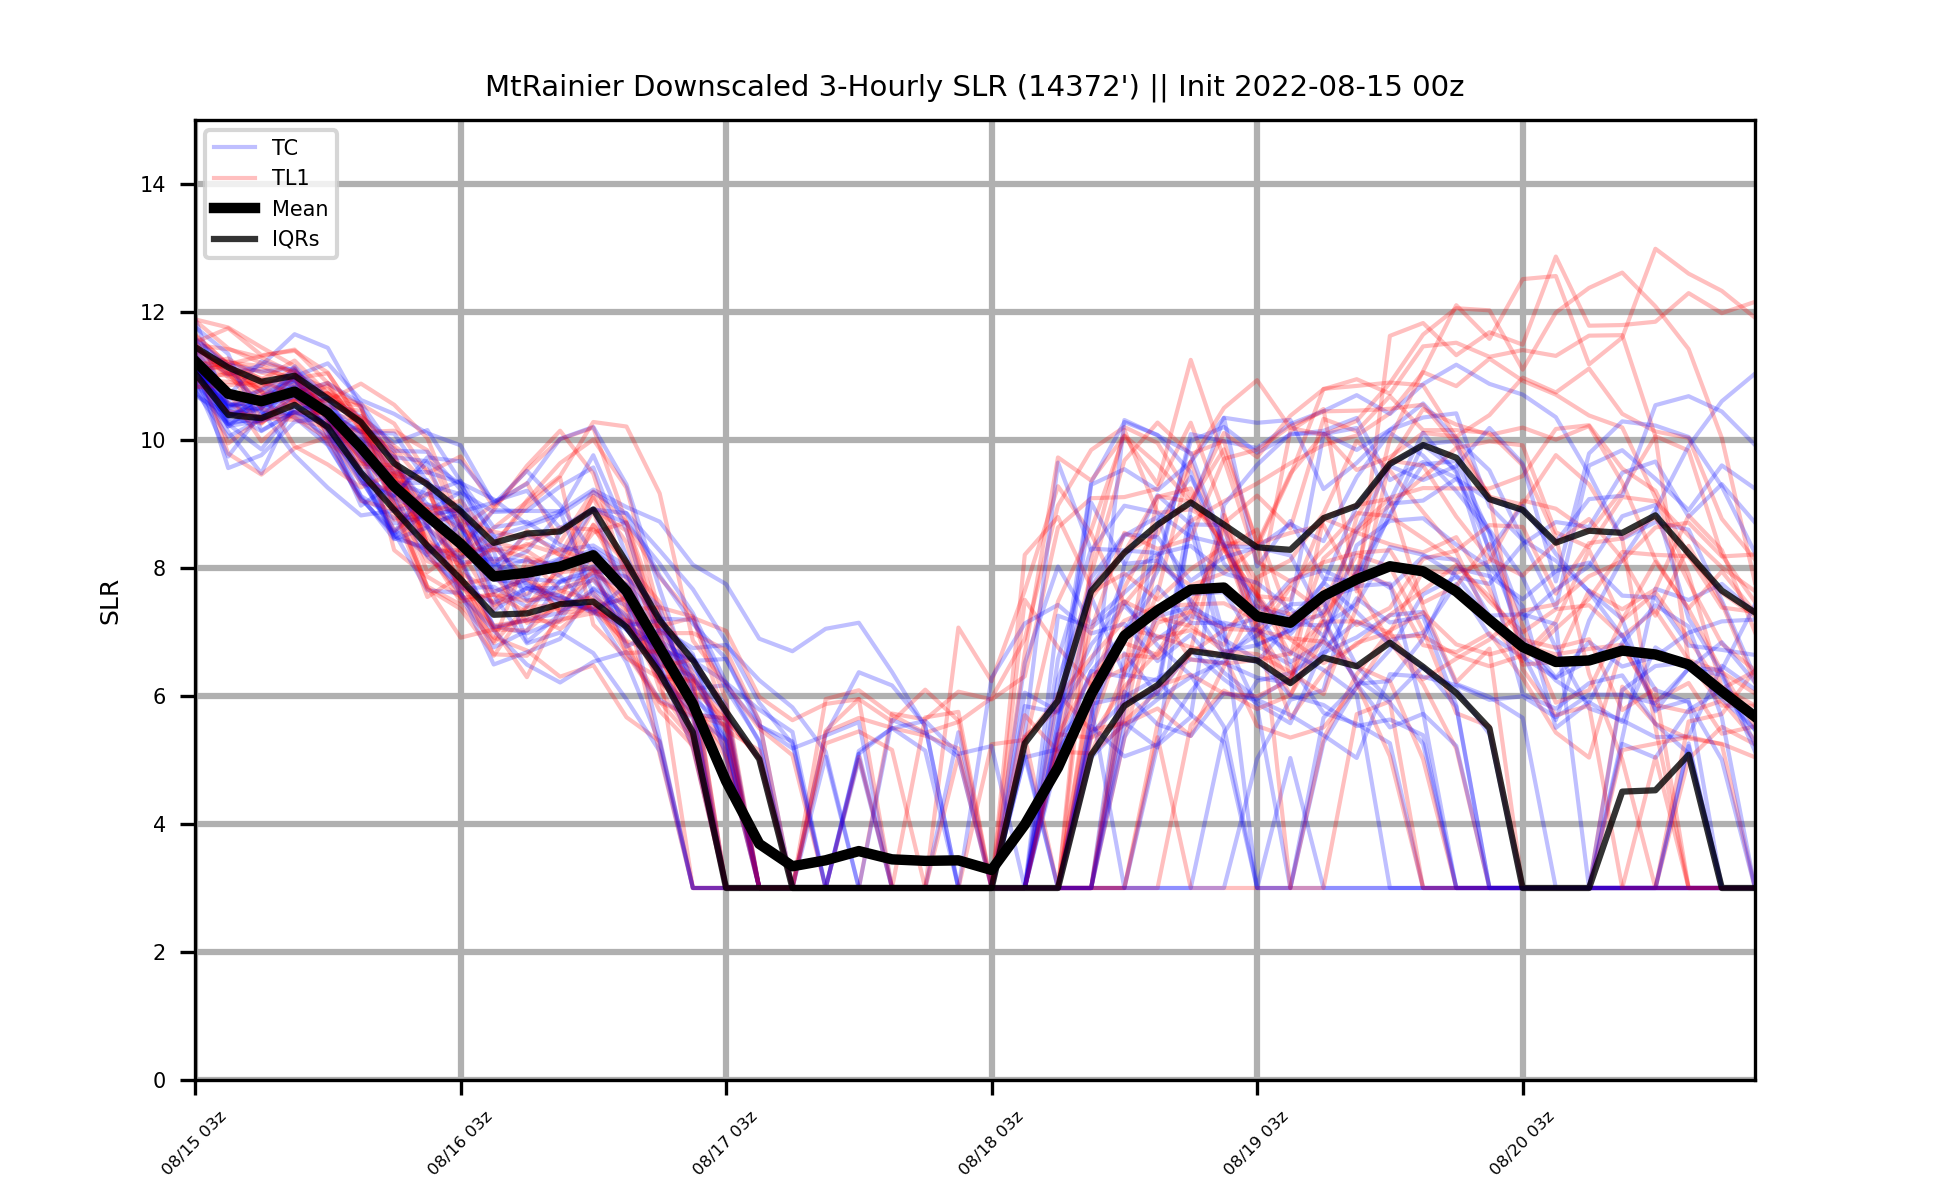 MtRainier Downscaled 3-Hourly SLR (14372') || Init 2022-08-15 00z
TC
TL1
Mean
IQRs
14
12
10
8
6
4
2
0
SLR
08/15 03z
08/16 03z
08/17 03z
08/18 03z
08/19 03z
08/20 03z